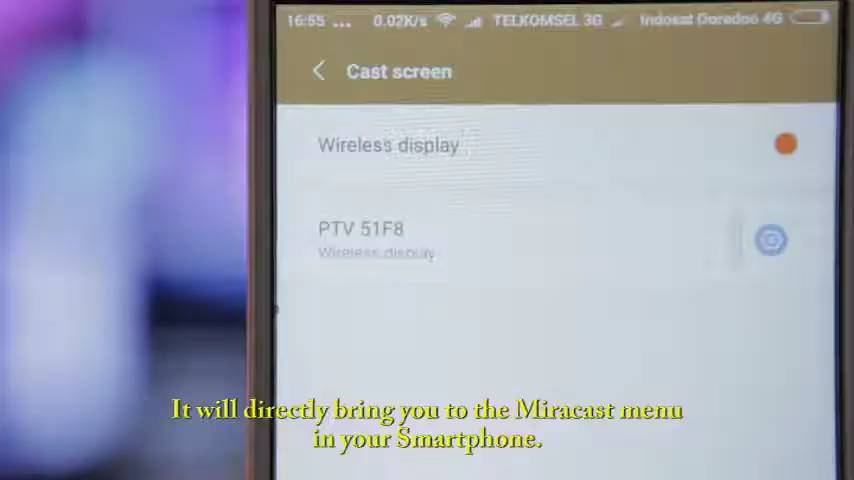 16:55 ... 0.02K/s TELKOMSEL 3G Indosat Ooredoo 4G
Cast screen
Wireless display
PTV 51F8
Wireless display
It will directly bring you to the Miracast menu
in your Smartphone.